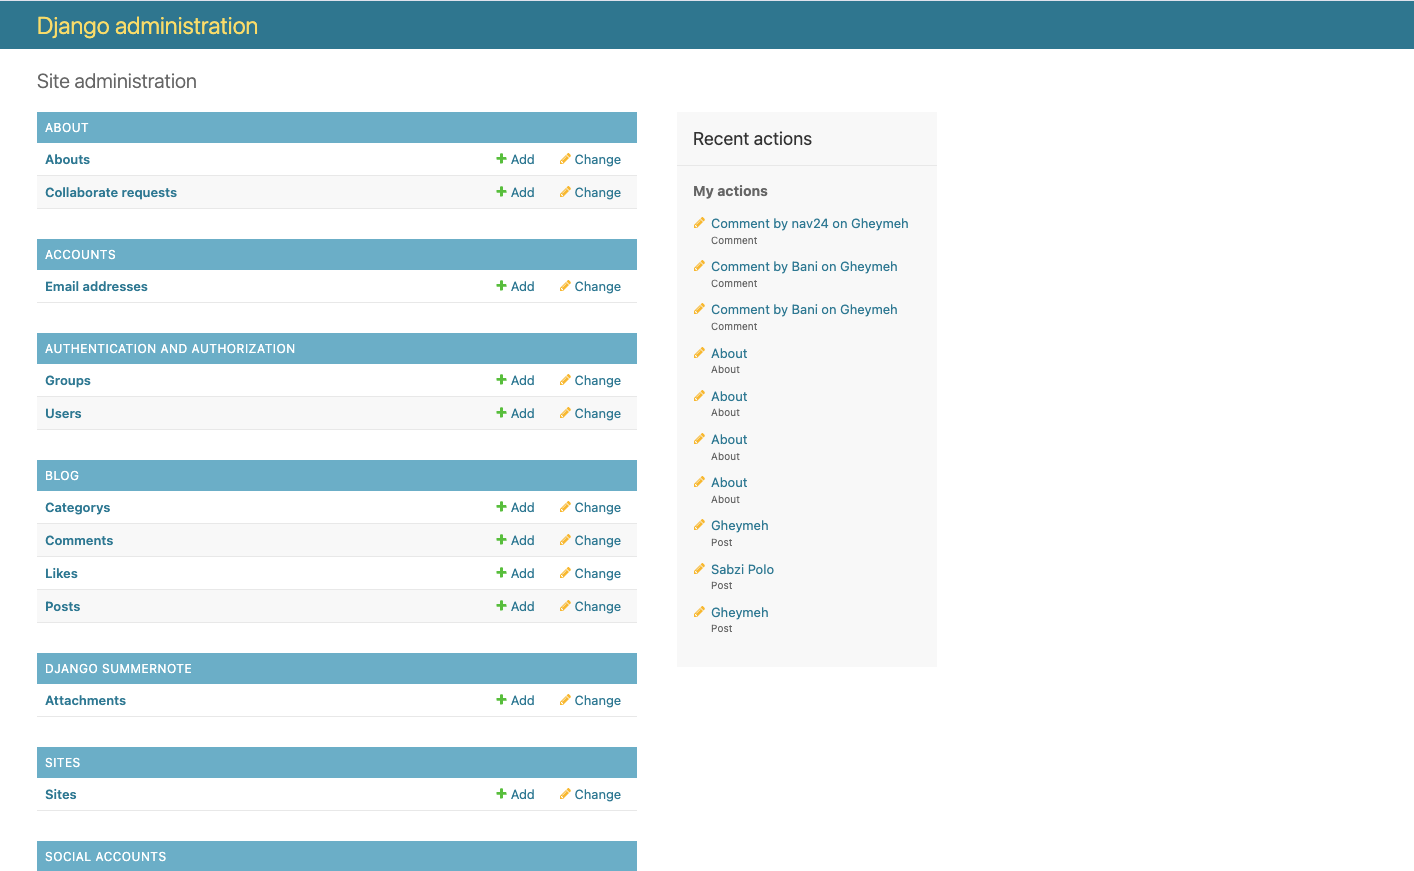 Django administration
Site administration
ABOUT
Abouts Add Change
Collaborate requests Add Change
ACCOUNTS
Email addresses Add Change
AUTHENTICATION AND AUTHORIZATION
Groups Add Change
Users Add Change
BLOG
Categorys Add Change
Comments Add Change
Likes Add Change
Posts Add Change
DJANGO SUMMERNOTE
Attachments Add Change
SITES
Sites Add Change
SOCIAL ACCOUNTS
Recent actions
My actions
Comment by nav24 on Gheymeh
Comment
Comment by Bani on Gheymeh
Comment
Comment by Bani on Gheymeh
Comment
About
About
About
About
About
About
About
About
Gheymeh
Post
Sabzi Polo
Post
Gheymeh
Post